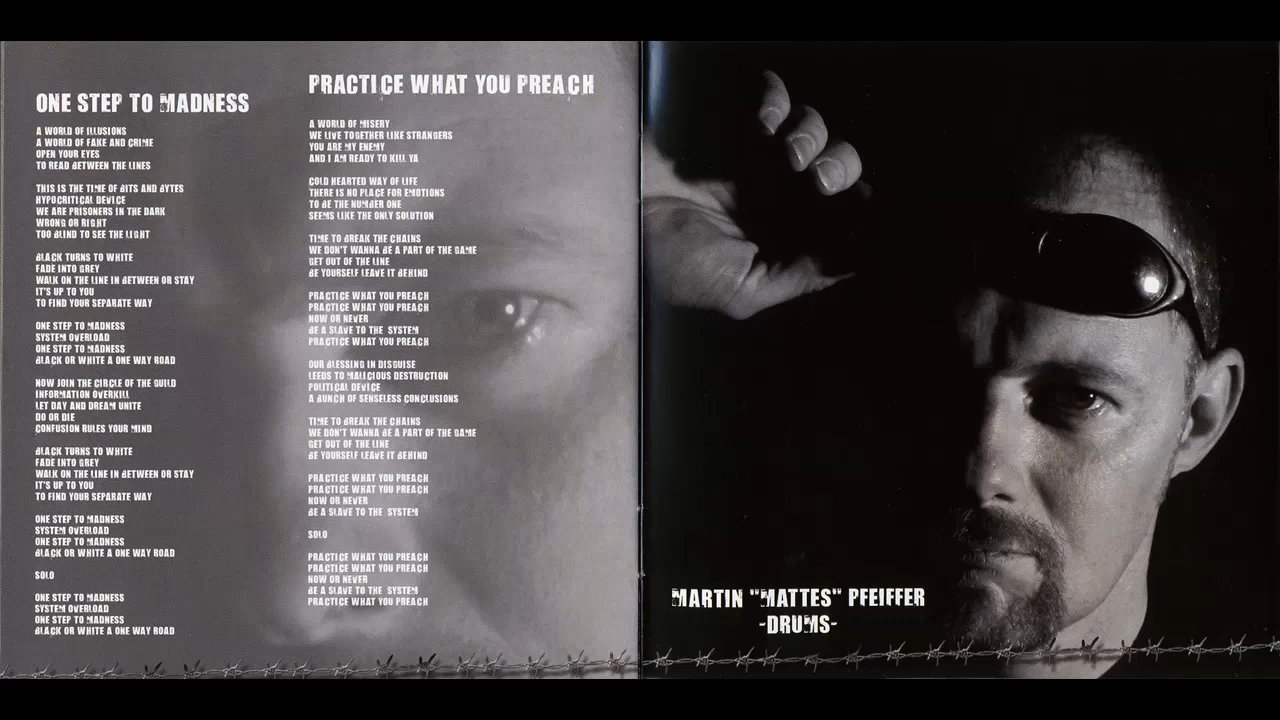 ONE STEP TO MADNESS
A WORLD OF ILLUSIONS
A WORLD OF FAKE AND CRIME
OPEN YOUR EYES
TO READ BETWEEN THE LINES
THIS IS THE TIME OF BITS AND BYTES
HYPOCRITICAL DEVICE
WE ARE PRISONERS IN THE DARK
WRONG OR RIGHT
TOO BLIND TO SEE THE LIGHT
BLACK TURNS TO WHITE
FADE INTO GREY
WALK ON THE LINE IN BETWEEN OR STAY
IT'S UP TO YOU
TO FIND YOUR SEPARATE WAY
ONE STEP TO MADNESS
SYSTEM OVERLOAD
ONE STEP TO MADNESS
BLACK OR WHITE A ONE WAY ROAD
NOW JOIN THE CIRCLE OF THE GUILD
INFORMATION OVERKILL
LET DAY AND DREAM UNITE
DO OR DIE
CONFUSION RULES YOUR MIND
BLACK TURNS TO WHITE
FADE INTO GREY
WALK ON THE LINE IN BETWEEN OR STAY
IT'S UP TO YOU
TO FIND YOUR SEPARATE WAY
ONE STEP TO MADNESS
SYSTEM OVERLOAD
ONE STEP TO MADNESS
BLACK OR WHITE A ONE WAY ROAD
SOLO
ONE STEP TO MADNESS
SYSTEM OVERLOAD
ONE STEP TO MADNESS
BLACK OR WHITE A ONE WAY ROAD
PRACTICE WHAT YOU PREACH
A WORLD OF MISERY
WE LIVE TOGETHER LIKE STRANGERS
YOU ARE MY ENEMY
AND I AM READY TO KILL YA
COLD HEARTED WAY OF LIFE
THERE IS NO PLACE FOR EMOTIONS
TO BE THE NUMBER ONE
SEEMS LIKE THE ONLY SOLUTION
TIME TO BREAK THE CHAINS
WE DON'T WANNA BE A PART OF THE GAME
GET OUT OF THE LINE
BE YOURSELF LEAVE IT BEHIND
PRACTICE WHAT YOU PREACH
PRACTICE WHAT YOU PREACH
NOW OR NEVER
BE A SLAVE TO THE SYSTEM
PRACTICE WHAT YOU PREACH
OUR BLESSING IN DISGUISE
LEEDS TO MALICIOUS DESTRUCTION
POLITICAL DEVICE
A BUNCH OF SENSELESS CONCLUSIONS
TIME TO BREAK THE CHAINS
WE DON'T WANNA BE A PART OF THE GAME
GET OUT OF THE LINE
BE YOURSELF LEAVE IT BEHIND
PRACTICE WHAT YOU PREACH
PRACTICE WHAT YOU PREACH
NOW OR NEVER
BE A SLAVE TO THE SYSTEM
SOLO
PRACTICE WHAT YOU PREACH
PRACTICE WHAT YOU PREACH
NOW OR NEVER
BE A SLAVE TO THE SYSTEM
PRACTICE WHAT YOU PREACH
MARTIN "MATTES" PFEIFFER
-DRUMS-